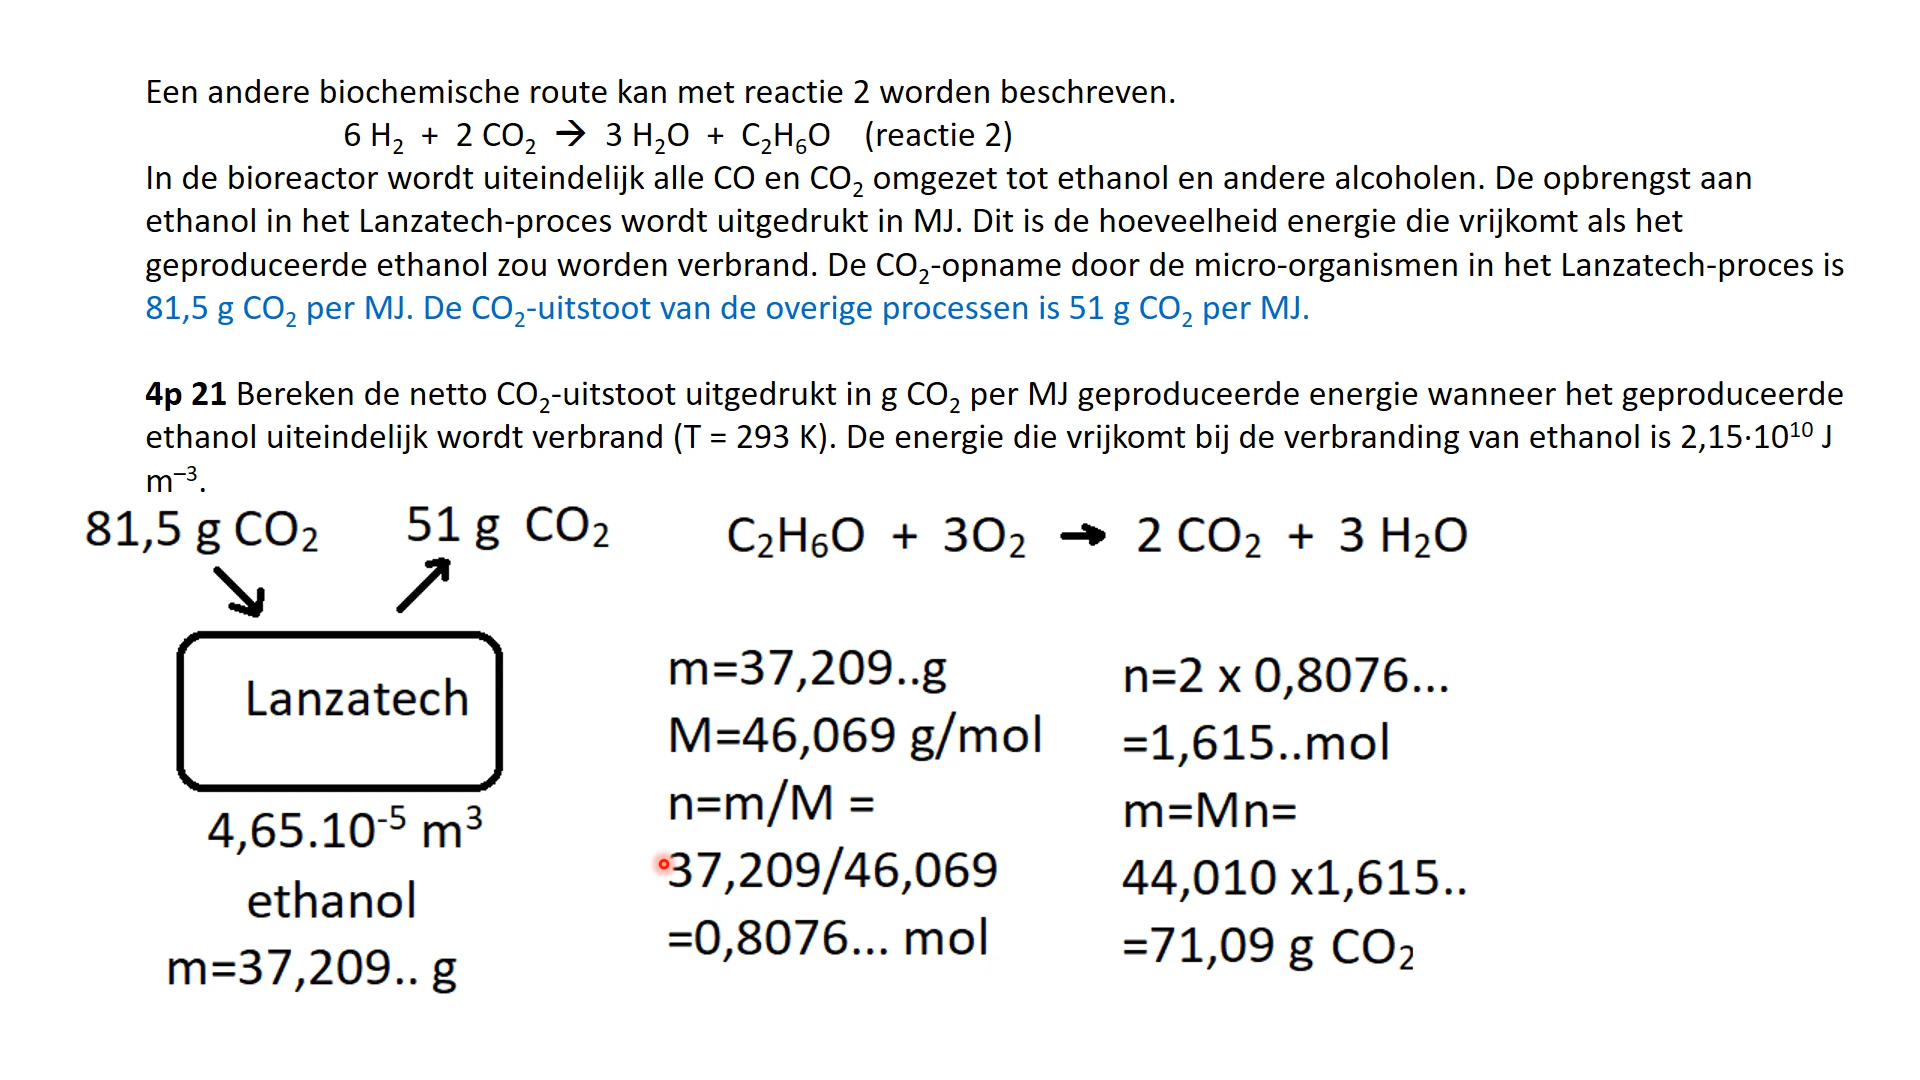 Een andere biochemische route kan met reactie 2 worden beschreven.
6 H₂ + 2 CO₂ → 3 H₂O + C₂H₆O (reactie 2)
In de bioreactor wordt uiteindelijk alle CO en CO₂ omgezet tot ethanol en andere alcoholen. De opbrengst aan
ethanol in het Lanzatech-proces wordt uitgedrukt in MJ. Dit is de hoeveelheid energie die vrijkomt als het
geproduceerde ethanol zou worden verbrand. De CO₂-opname door de micro-organismen in het Lanzatech-proces is
81,5 g CO₂ per MJ. De CO₂-uitstoot van de overige processen is 51 g CO₂ per MJ.
4p 21 Bereken de netto CO₂-uitstoot uitgedrukt in g CO₂ per MJ geproduceerde energie wanneer het geproduceerde
ethanol uiteindelijk wordt verbrand (T = 293 K). De energie die vrijkomt bij de verbranding van ethanol is 2,15·10¹⁰ J
m⁻³.
81,5 g CO₂
51 g CO₂
Lanzatech
4,65.10⁻⁵ m³
ethanol
m=37,209.. g
C₂H₆O + 3O₂ → 2 CO₂ + 3 H₂O
m=37,209..g
M=46,069 g/mol
n=m/M =
37,209/46,069
=0,8076... mol
n=2 x 0,8076...
=1,615..mol
m=Mn=
44,010 x1,615..
=71,09 g CO₂